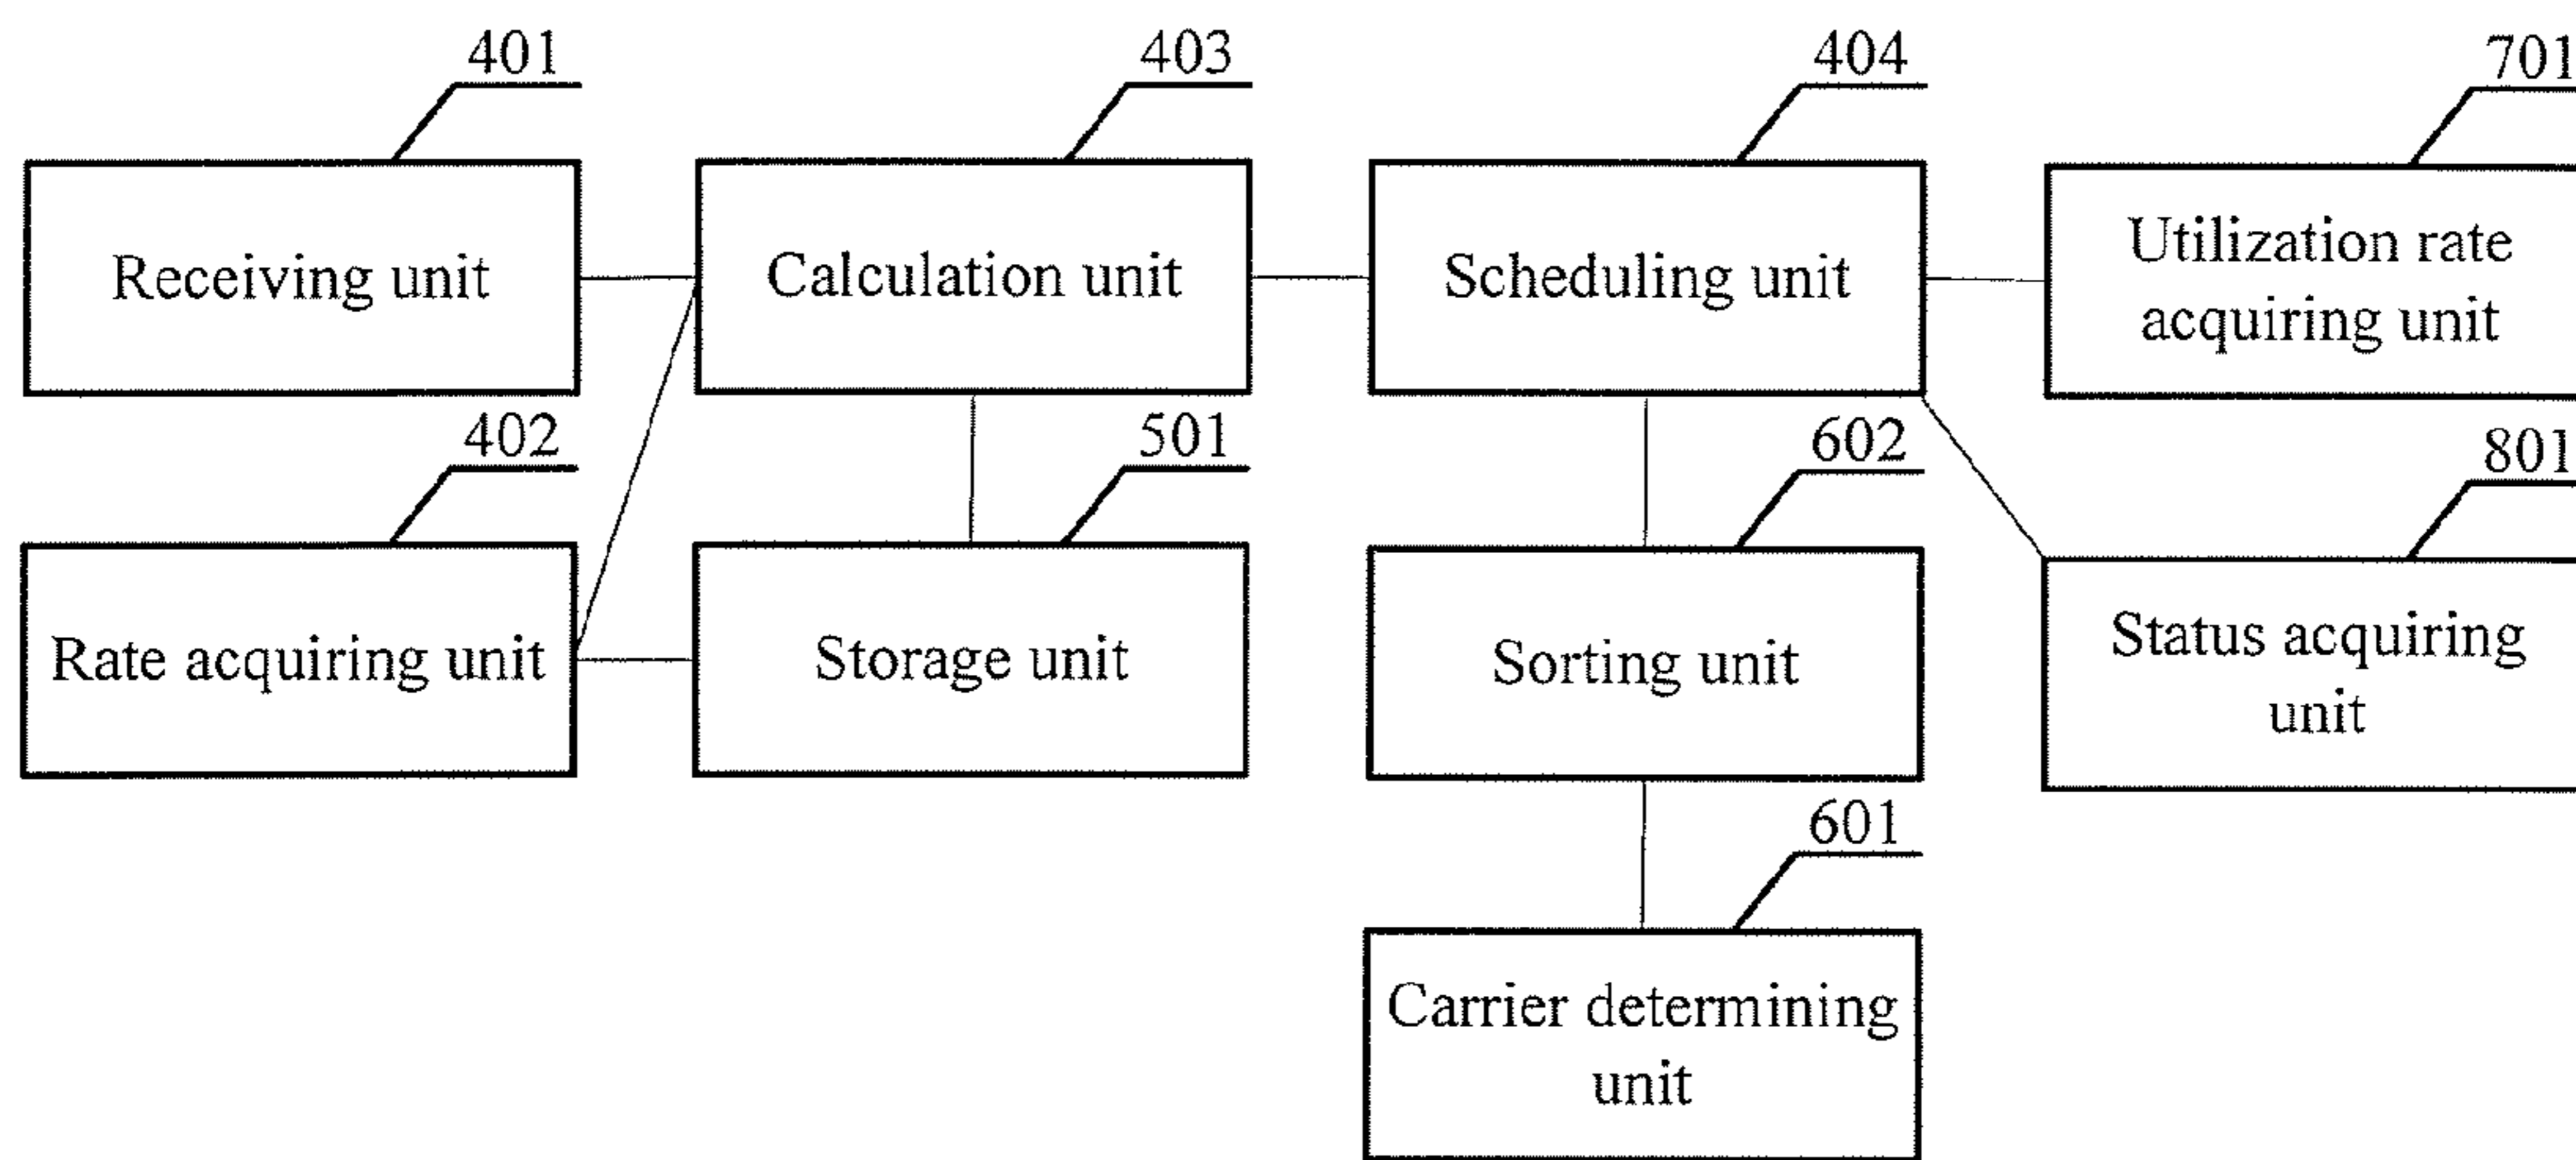 401
403
404
701
Receiving unit
Calculation unit
Scheduling unit
Utilization rate
acquiring unit
402
501
602
801
Rate acquiring unit
Storage unit
Sorting unit
Status acquiring
unit
601
Carrier determining
unit